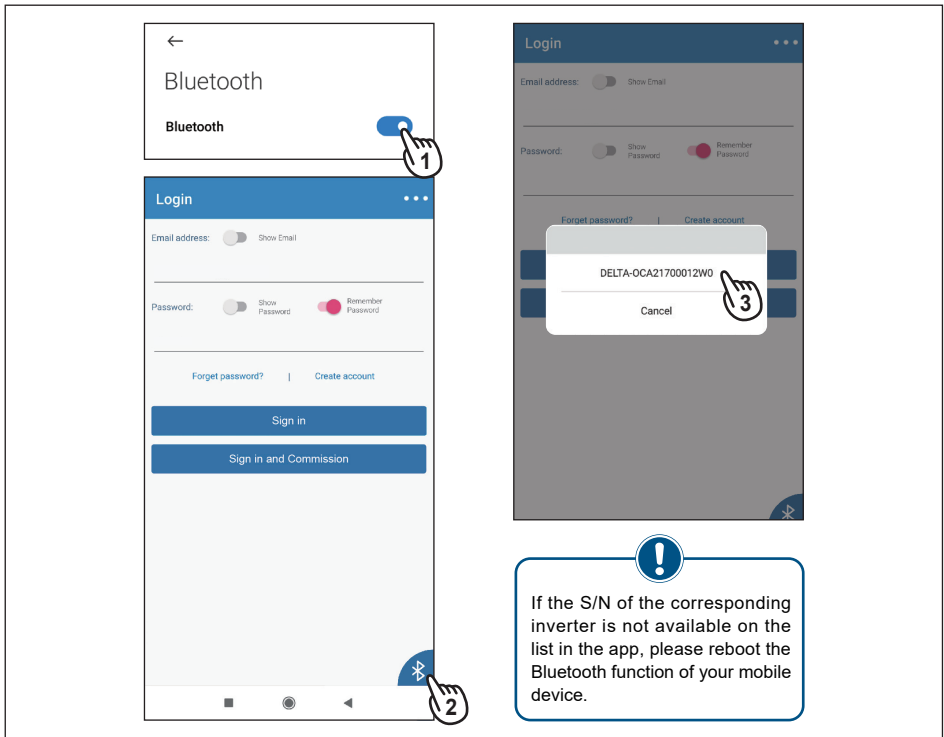 Bluetooth
Bluetooth
1
Login
Email address:
Show Email
Password:
Show
Password
Remember
Password
Forget password? | Create account
Sign in
Sign in and Commission
2
Login
Email address:
Show Email
Password:
Show
Password
Remember
Password
Forget password? | Create account
DELTA-OCA21700012W0
3
Cancel
!
If the S/N of the corresponding
inverter is not available on the
list in the app, please reboot the
Bluetooth function of your mobile
device.